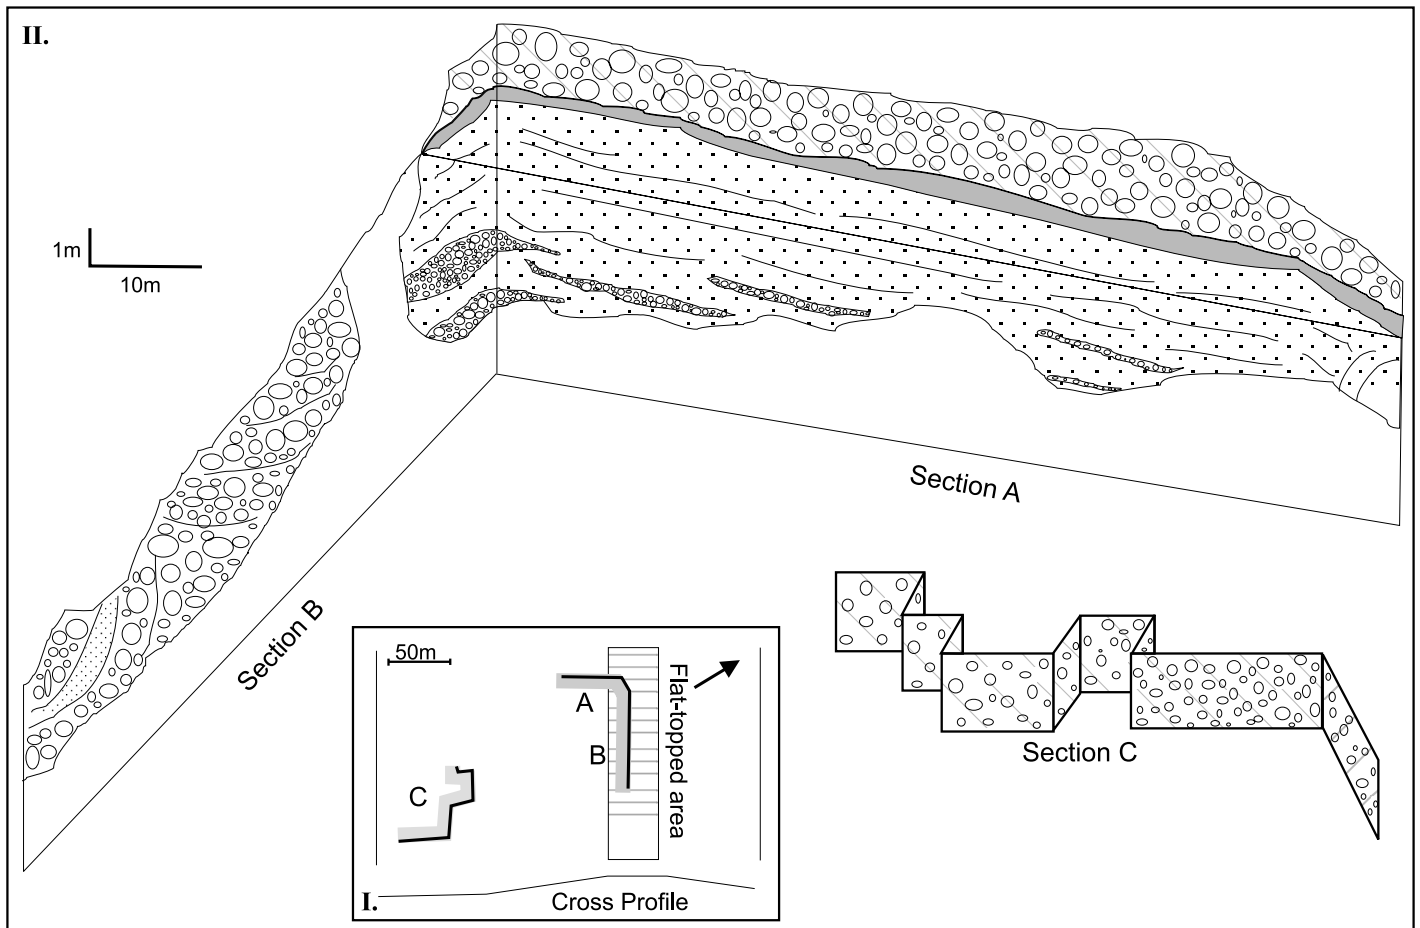 II.
1m
10m
Section A
Section B
50m
A
B
C
Flat-topped area
I.
Cross Profile
Section C